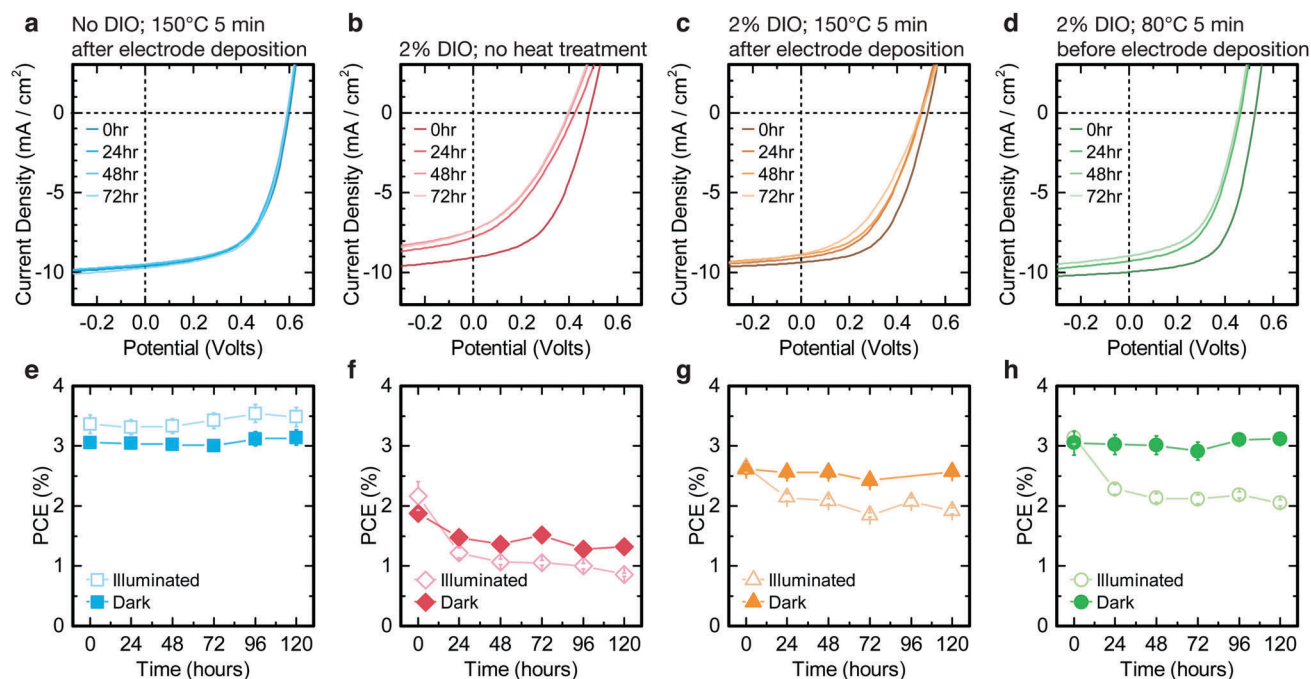 a
No DIO; 150°C 5 min
after electrode deposition
Current Density (mA / cm²)
0
-5
-10
0hr
24hr
48hr
72hr
-0.2 0.0 0.2 0.4 0.6
Potential (Volts)
b
2% DIO; no heat treatment
Current Density (mA / cm²)
0
-5
-10
0hr
24hr
48hr
72hr
-0.2 0.0 0.2 0.4 0.6
Potential (Volts)
c
2% DIO; 150°C 5 min
after electrode deposition
Current Density (mA / cm²)
0
-5
-10
0hr
24hr
48hr
72hr
-0.2 0.0 0.2 0.4 0.6
Potential (Volts)
d
2% DIO; 80°C 5 min
before electrode deposition
Current Density (mA / cm²)
0
-5
-10
0hr
24hr
48hr
72hr
-0.2 0.0 0.2 0.4 0.6
Potential (Volts)
e
PCE (%)
4
3
2
1
0
Illuminated
Dark
0 24 48 72 96 120
Time (hours)
f
PCE (%)
4
3
2
1
0
Illuminated
Dark
0 24 48 72 96 120
Time (hours)
g
PCE (%)
4
3
2
1
0
Illuminated
Dark
0 24 48 72 96 120
Time (hours)
h
PCE (%)
4
3
2
1
0
Illuminated
Dark
0 24 48 72 96 120
Time (hours)